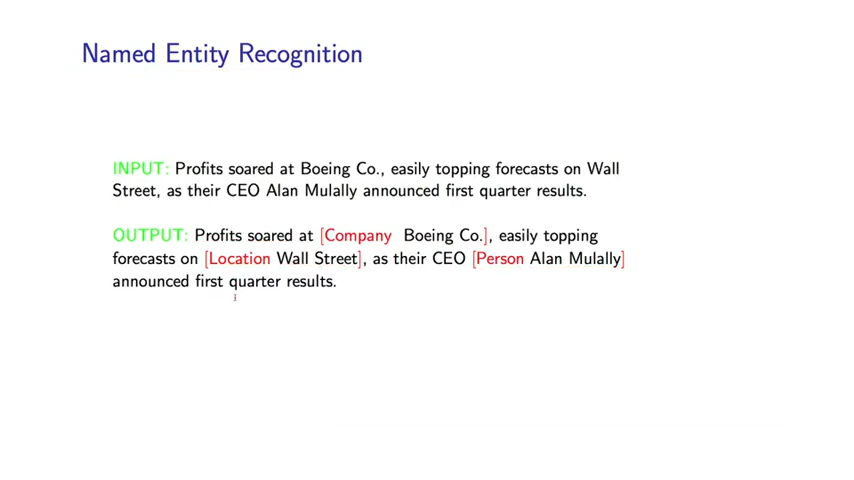 Named Entity Recognition
INPUT: Profits soared at Boeing Co., easily topping forecasts on Wall
Street, as their CEO Alan Mulally announced first quarter results.
OUTPUT: Profits soared at [Company Boeing Co.], easily topping
forecasts on [Location Wall Street], as their CEO [Person Alan Mulally]
announced first quarter results.